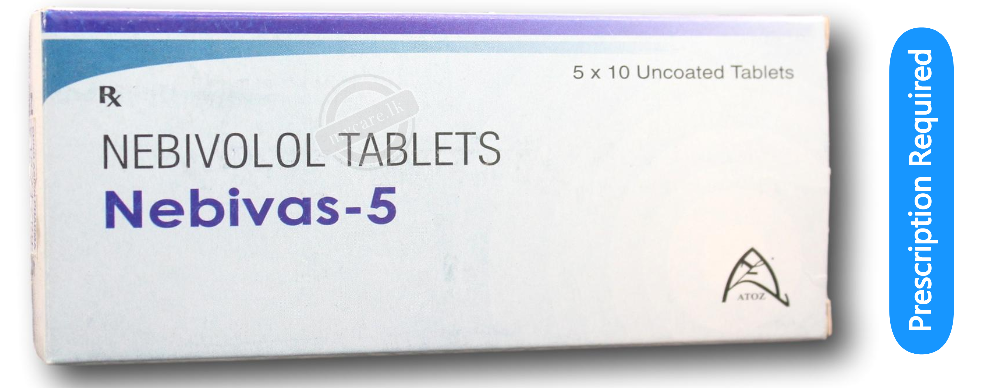 5 x 10 Uncoated Tablets
Rx
NEBIVOLOL TABLETS
Nebivas-5
ATOZ
Prescription Required